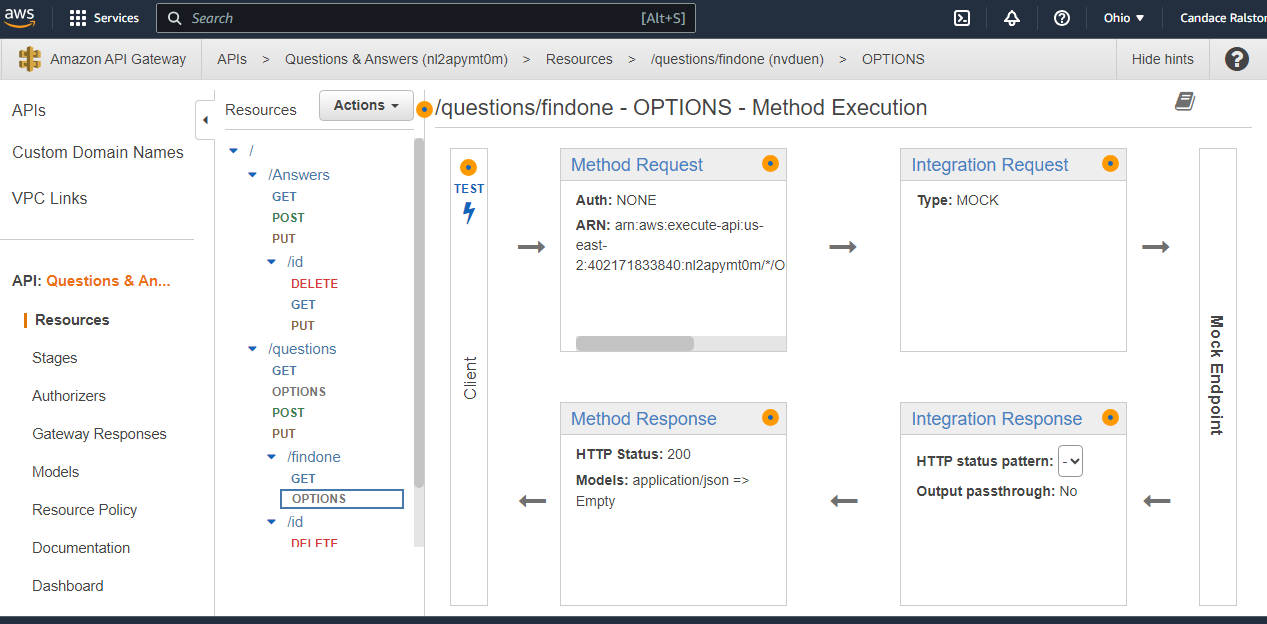 aws
Services
Search
[Alt+S]
Ohio
Candace Ralston
Amazon API Gateway
APIs > Questions & Answers (nl2apymt0m) > Resources > /questions/findone (nvduen) > OPTIONS
Hide hints
?
APIs
Custom Domain Names
VPC Links
API: Questions & An...
Resources
Stages
Authorizers
Gateway Responses
Models
Resource Policy
Documentation
Dashboard
Resources
Actions
/
/Answers
GET
POST
PUT
/id
DELETE
GET
PUT
/questions
GET
OPTIONS
POST
PUT
/findone
GET
OPTIONS
/id
DELETE
/questions/findone - OPTIONS - Method Execution
TEST
Client
Method Request
Auth: NONE
ARN: arn:aws:execute-api:us-
east-
2:402171833840:nl2apymt0m/*/O
Integration Request
Type: MOCK
Method Response
HTTP Status: 200
Models: application/json =>
Empty
Integration Response
HTTP status pattern: -
Output passthrough: No
Mock Endpoint